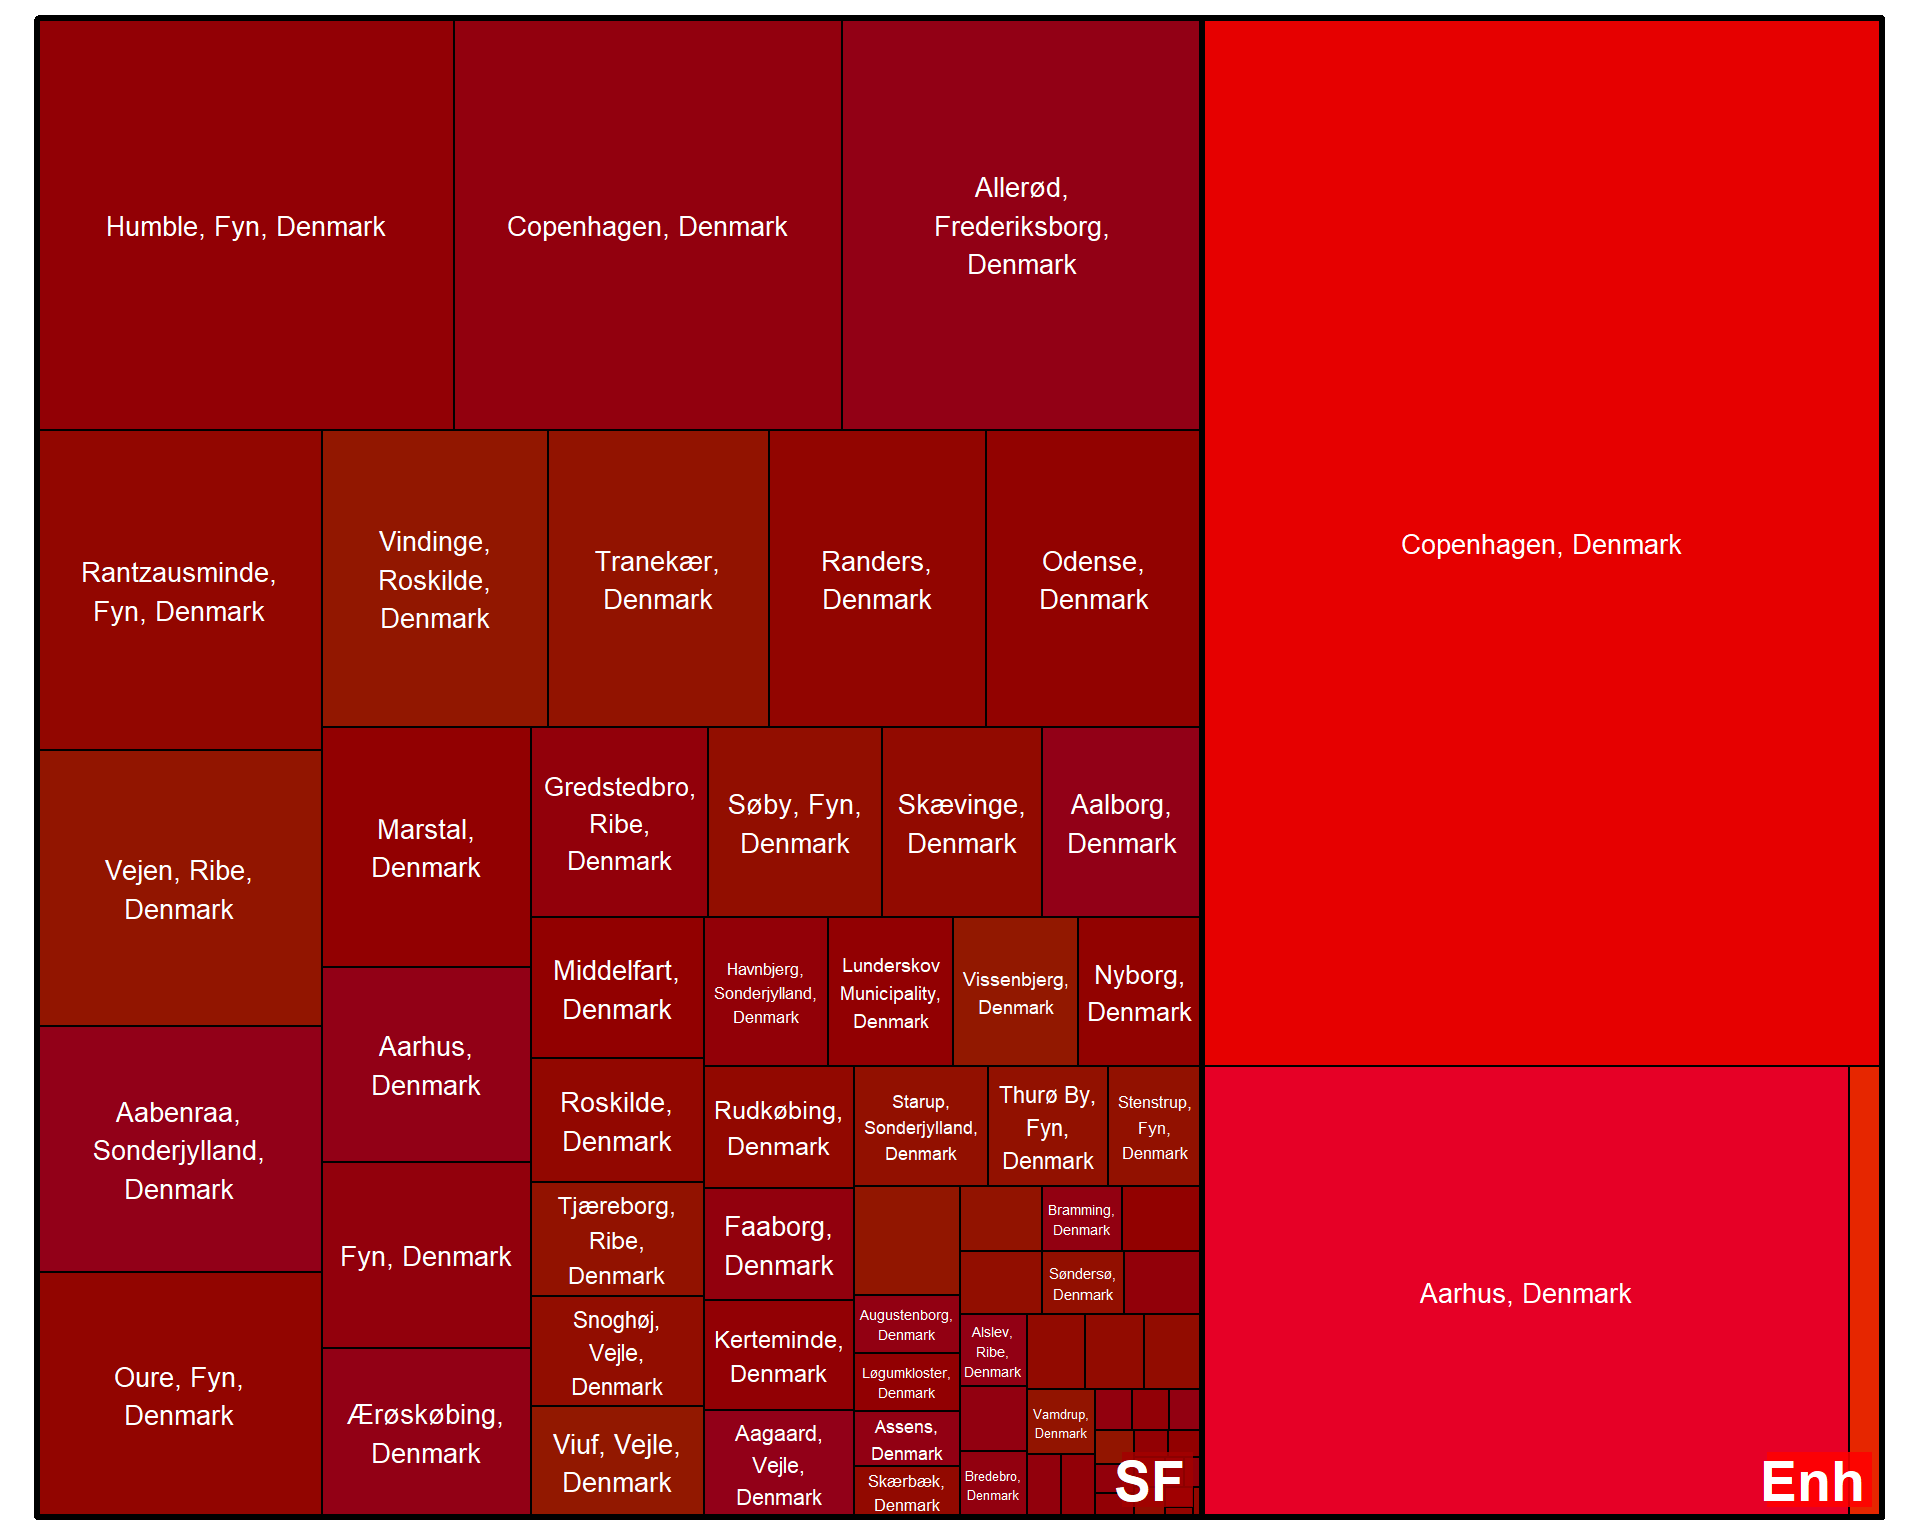 Humble, Fyn, Denmark
Copenhagen, Denmark
Allerød,
Frederiksborg,
Denmark
Copenhagen, Denmark
Rantzausminde,
Fyn, Denmark
Vindinge,
Roskilde,
Denmark
Tranekær,
Denmark
Randers,
Denmark
Odense,
Denmark
Vejen, Ribe,
Denmark
Marstal,
Denmark
Gredstedbro,
Ribe,
Denmark
Søby, Fyn,
Denmark
Skævinge,
Denmark
Aalborg,
Denmark
Middelfart,
Denmark
Havnbjerg,
Sonderjylland,
Denmark
Lunderskov
Municipality,
Denmark
Vissenbjerg,
Denmark
Nyborg,
Denmark
Aabenraa,
Sonderjylland,
Denmark
Aarhus,
Denmark
Roskilde,
Denmark
Rudkøbing,
Denmark
Starup,
Sonderjylland,
Denmark
Thurø By,
Fyn,
Denmark
Stenstrup,
Fyn,
Denmark
Fyn, Denmark
Tjæreborg,
Ribe,
Denmark
Faaborg,
Denmark
Bramming,
Denmark
Søndersø,
Denmark
Aarhus, Denmark
Oure, Fyn,
Denmark
Ærøskøbing,
Denmark
Snoghøj,
Vejle,
Denmark
Kerteminde,
Denmark
Augustenborg,
Denmark
Alslev,
Ribe,
Denmark
Løgumkloster,
Denmark
Viuf, Vejle,
Denmark
Aagaard,
Vejle,
Denmark
Assens,
Denmark
Vamdrup,
Denmark
Skærbæk,
Denmark
Bredebro,
Denmark
SF
Enh